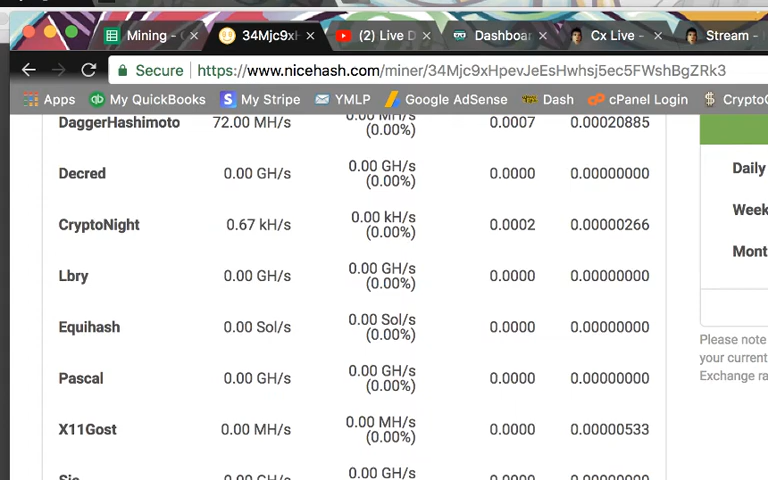 Mining -
34Mjc9xH
(2) Live D
Dashboar
Cx Live -
Stream -
Secure | https://www.nicehash.com/miner/34Mjc9xHpevJeEsHwhsj5ec5FWshBgZRk3
Apps My QuickBooks My Stripe YMLP Google AdSense Dash cPanel Login Crypto
DaggerHashimoto 72.00 MH/s 0.00 MH/s (0.00%) 0.0007 0.00020885
Decred 0.00 GH/s 0.00 GH/s (0.00%) 0.0000 0.00000000
CryptoNight 0.67 kH/s 0.00 kH/s (0.00%) 0.0002 0.00000266
Lbry 0.00 GH/s 0.00 GH/s (0.00%) 0.0000 0.00000000
Equihash 0.00 Sol/s 0.00 Sol/s (0.00%) 0.0000 0.00000000
Pascal 0.00 GH/s 0.00 GH/s (0.00%) 0.0000 0.00000000
X11Gost 0.00 MH/s 0.00 MH/s (0.00%) 0.0000 0.00000533
0.00 GH/s
Daily
Week
Mont
Please note
your current
Exchange ra